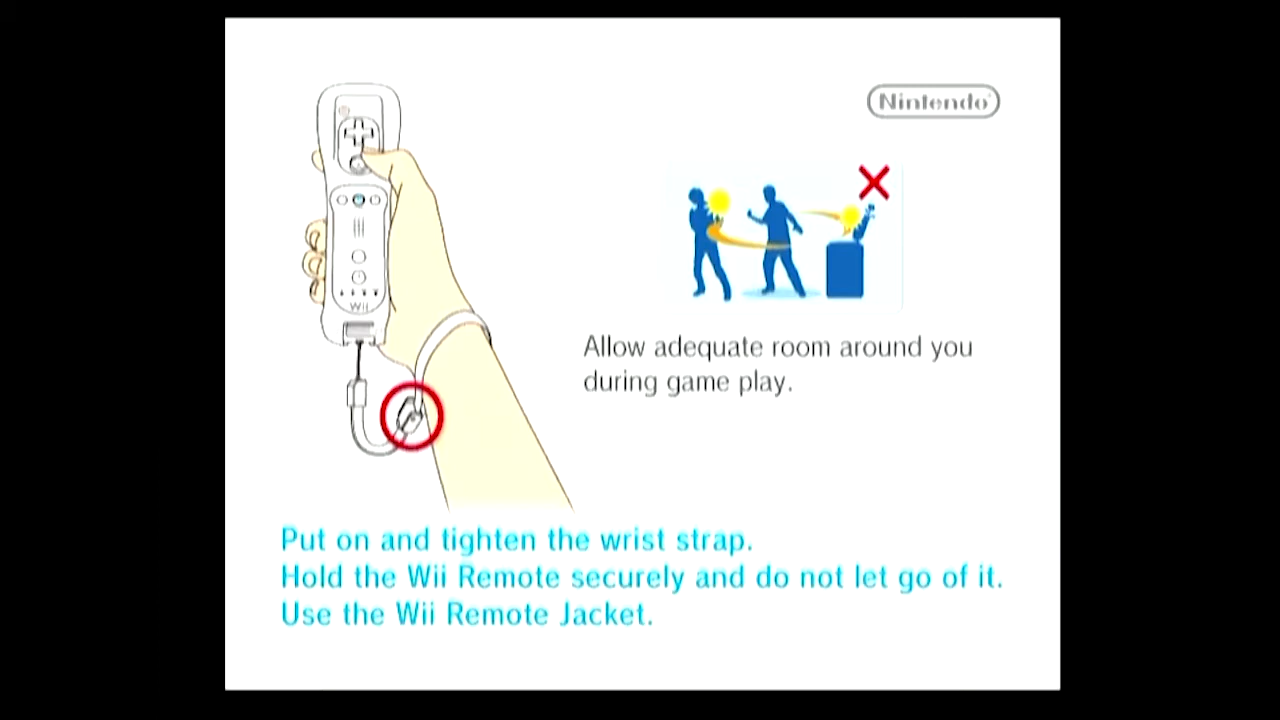 Nintendo
Wii
Allow adequate room around you
during game play.
Put on and tighten the wrist strap.
Hold the Wii Remote securely and do not let go of it.
Use the Wii Remote Jacket.